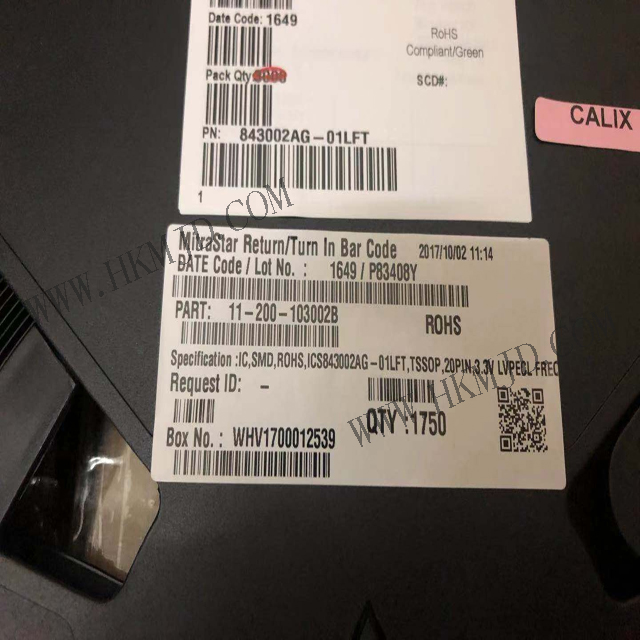 Date Code: 1649
RoHS
Compliant/Green
Pack Qty
SCD#:
CALIX
PN: 843002AG-01LFT
1
MitraStar Return/Turn In Bar Code 2017/10/02 11:14
DATE Code / Lot No. : 1649 / P83408Y
PART: 11-200-103002B ROHS
Specification :IC,SMD,ROHS,ICS843002AG-01LFT,TSSOP,20PIN,3.3V LVPECL FREQ
Request ID: -
QTY :1750
Box No. : WHV1700012539
WWW.HKMJD.COM
WWW.HKMJD.COM